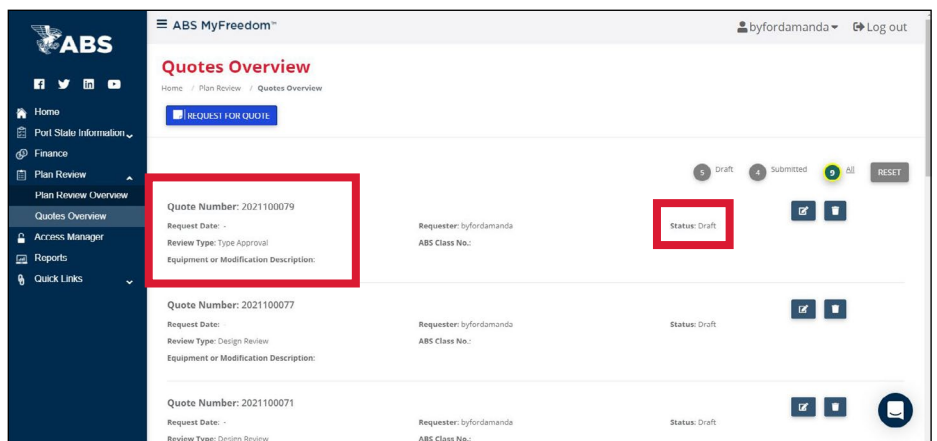 ABS
Home
Port State Information
Finance
Plan Review
Plan Review Overview
Quotes Overview
Access Manager
Reports
Quick Links
ABS MyFreedom™
byfordamanda
Log out
Quotes Overview
Home / Plan Review / Quotes Overview
REQUEST FOR QUOTE
5 Draft 4 Submitted 9 All RESET
Quote Number: 2021100079
Request Date: - Requester: byfordamanda Status: Draft
Review Type: Type Approval ABS Class No.:
Equipment or Modification Description:
Quote Number: 2021100077
Request Date: - Requester: byfordamanda Status: Draft
Review Type: Design Review ABS Class No.:
Equipment or Modification Description:
Quote Number: 2021100071
Request Date: - Requester: byfordamanda Status: Draft
Review Type: Design Review ABS Class No.: